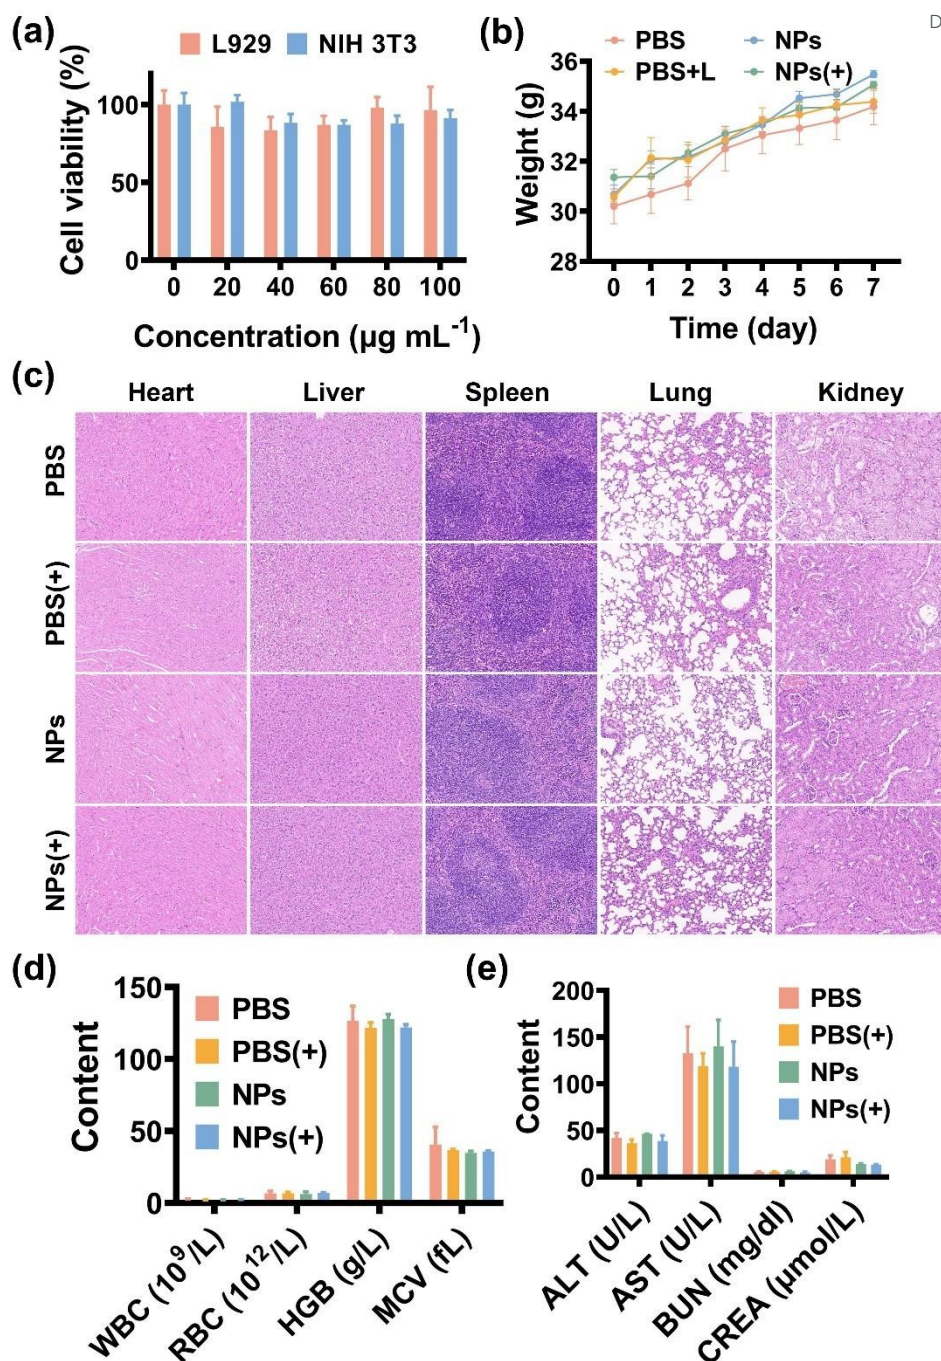 D
(a)
L929 NIH 3T3
Cell viability (%)
100
50
0
0 20 40 60 80 100
Concentration (µg mL⁻¹)
(b)
PBS NPs
PBS+L NPs(+)
Weight (g)
36
34
32
30
28
0 1 2 3 4 5 6 7
Time (day)
(c)
Heart Liver Spleen Lung Kidney
PBS
PBS(+)
NPs
NPs(+)
(d)
Content
150
100
50
0
PBS
PBS(+)
NPs
NPs(+)
WBC (10⁹/L)
RBC (10¹²/L)
HGB (g/L)
MCV (fL)
(e)
Content
200
150
100
50
0
PBS
PBS(+)
NPs
NPs(+)
ALT (U/L)
AST (U/L)
BUN (mg/dl)
CREA (µmol/L)